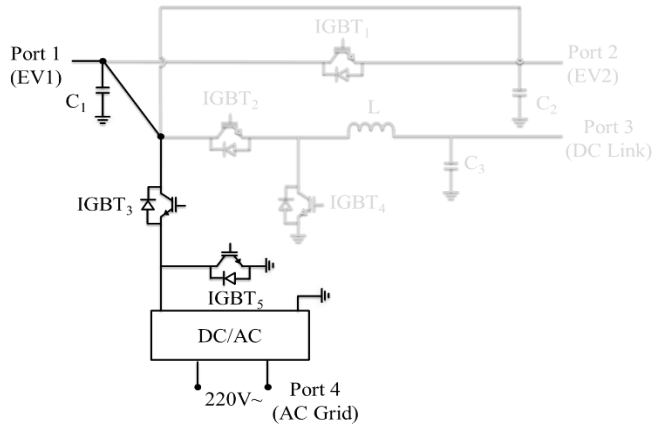 IGBT₁
Port 1
(EV1)
Port 2
(EV2)
C₁
IGBT₂
L
C₂
Port 3
(DC Link)
C₃
IGBT₃
IGBT₄
IGBT₅
DC/AC
220V~
Port 4
(AC Grid)